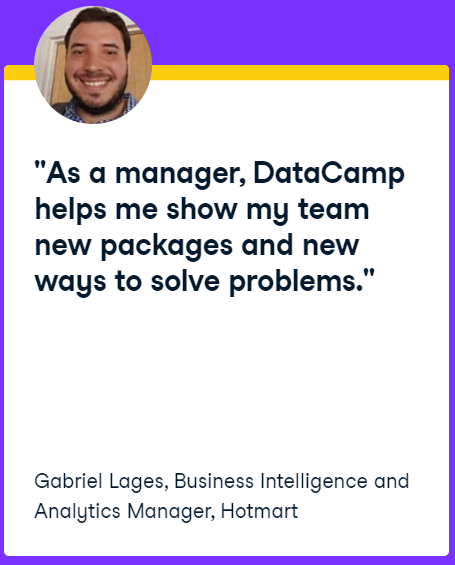 "As a manager, DataCamp
helps me show my team
new packages and new
ways to solve problems."
Gabriel Lages, Business Intelligence and
Analytics Manager, Hotmart